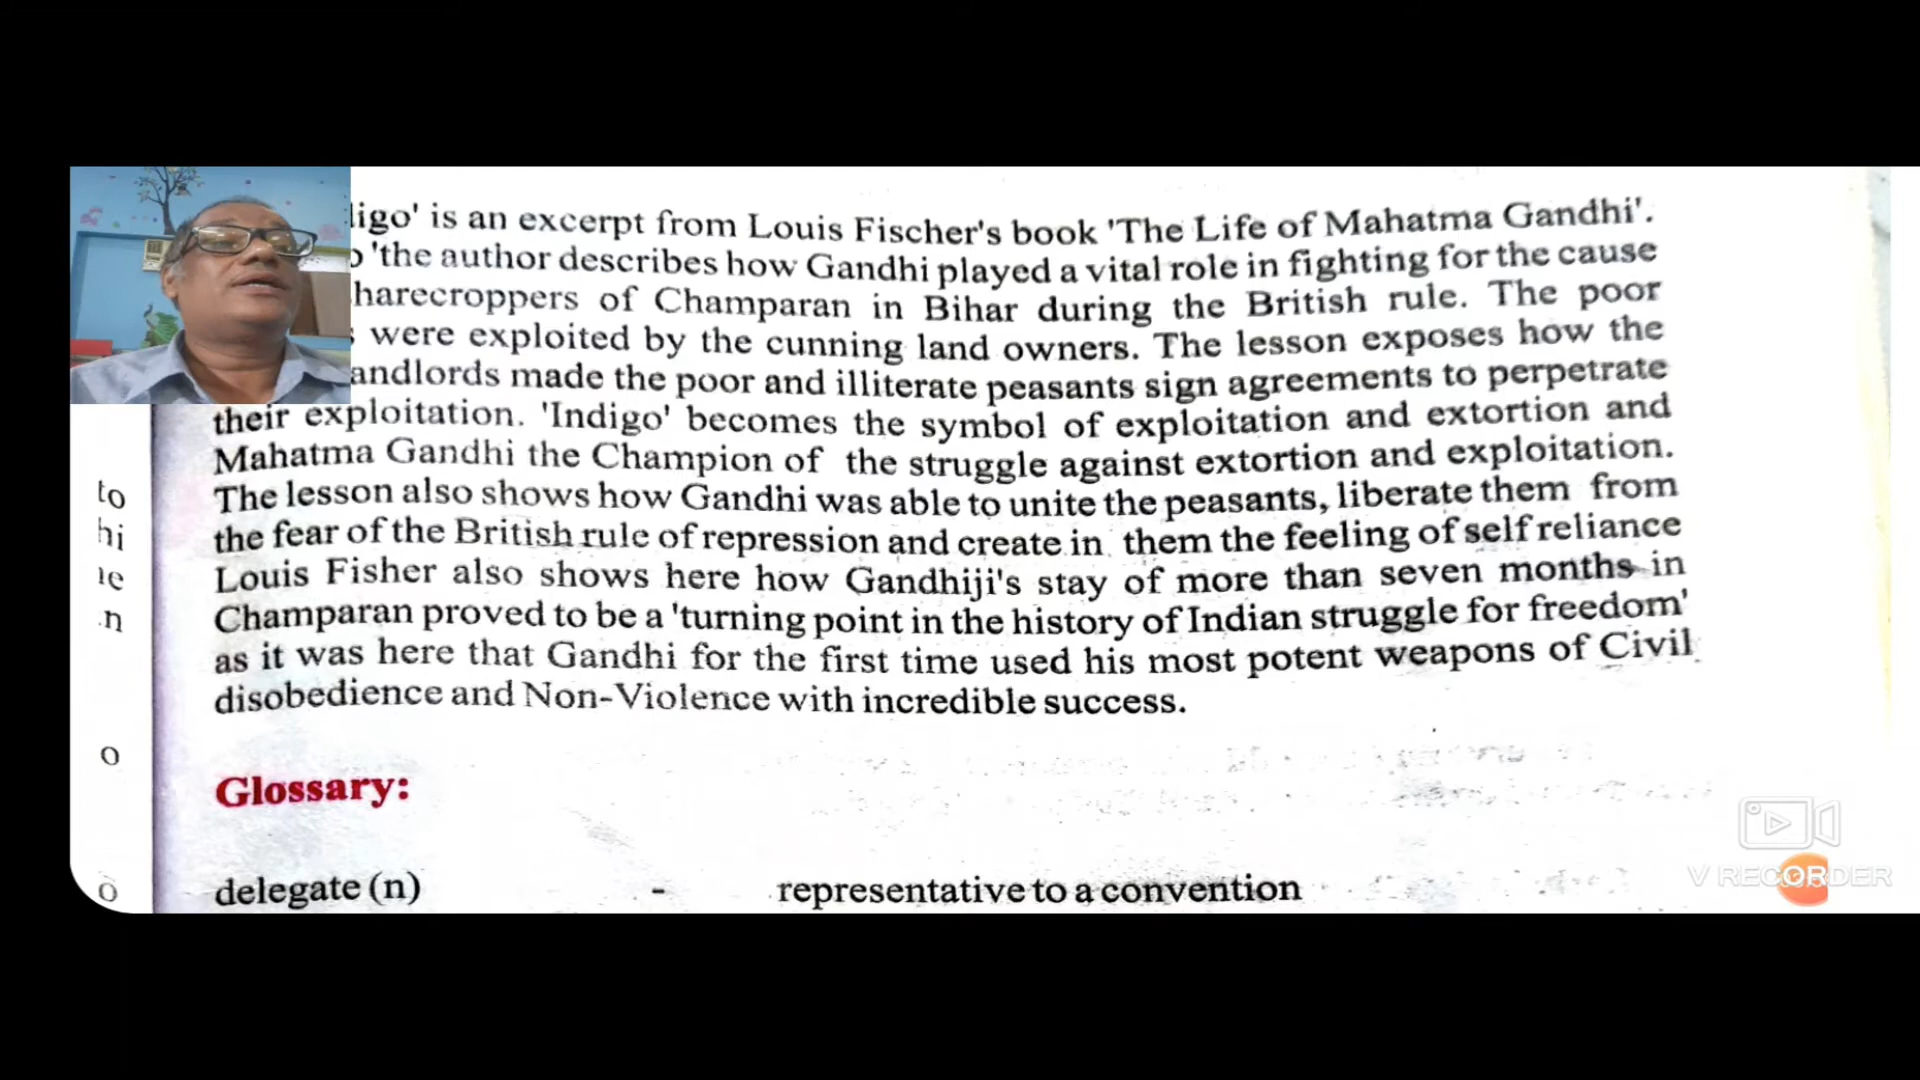 ligo' is an excerpt from Louis Fischer's book 'The Life of Mahatma Gandhi'.
'the author describes how Gandhi played a vital role in fighting for the cause
harecroppers of Champaran in Bihar during the British rule. The poor
were exploited by the cunning land owners. The lesson exposes how the
andlords made the poor and illiterate peasants sign agreements to perpetrate
their exploitation. 'Indigo' becomes the symbol of exploitation and extortion and
Mahatma Gandhi the Champion of the struggle against extortion and exploitation.
The lesson also shows how Gandhi was able to unite the peasants, liberate them from
the fear of the British rule of repression and create in them the feeling of self reliance
Louis Fisher also shows here how Gandhiji's stay of more than seven months in
Champaran proved to be a 'turning point in the history of Indian struggle for freedom'
as it was here that Gandhi for the first time used his most potent weapons of Civil
disobedience and Non-Violence with incredible success.
to
hi
n
o
Glossary:
o
delegate (n) - representative to a convention
V RECORDER